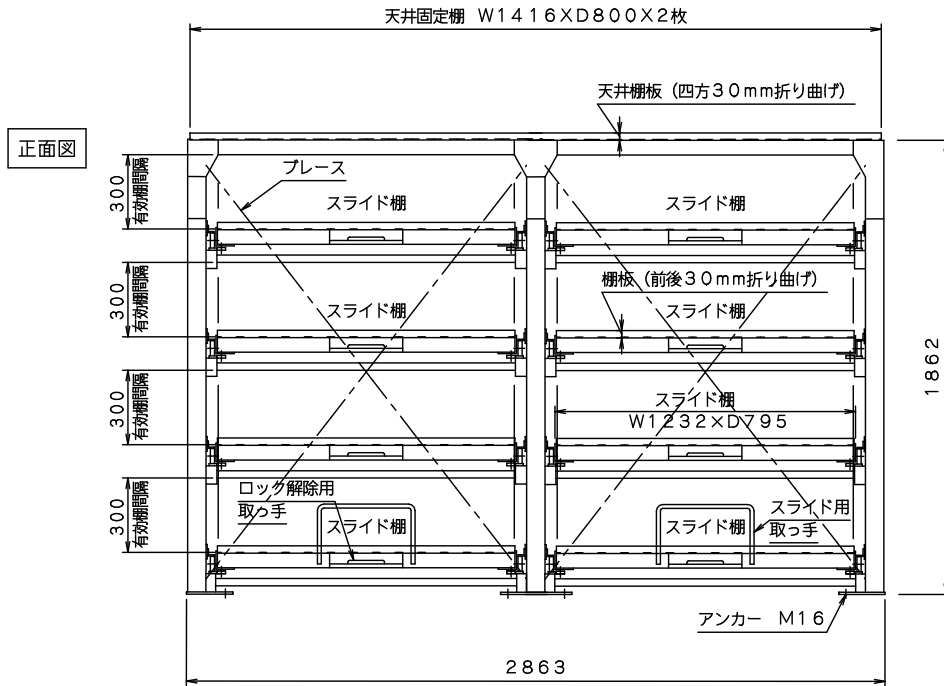 天井固定棚 W1416XD800X2枚
天井棚板（四方30mm折り曲げ）
正面図
ブレース
300
有効棚間隔
スライド棚
スライド棚
300
有効棚間隔
棚板（前後30mm折り曲げ）
スライド棚
スライド棚
1862
300
有効棚間隔
スライド棚
W1232×D795
300
有効棚間隔
ロック解除用
取っ手
スライド棚
スライド棚
スライド用
取っ手
アンカー M16
2863